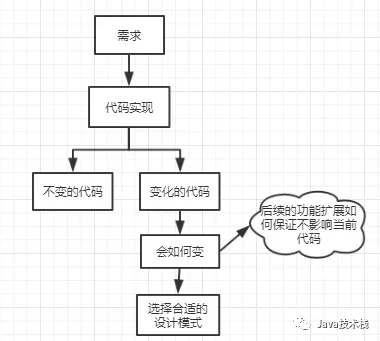 需求
代码实现
不变的代码
变化的代码
后续的功能扩展如
何保证不影响当前
代码
会如何变
选择合适的
设计模式
Java技术栈